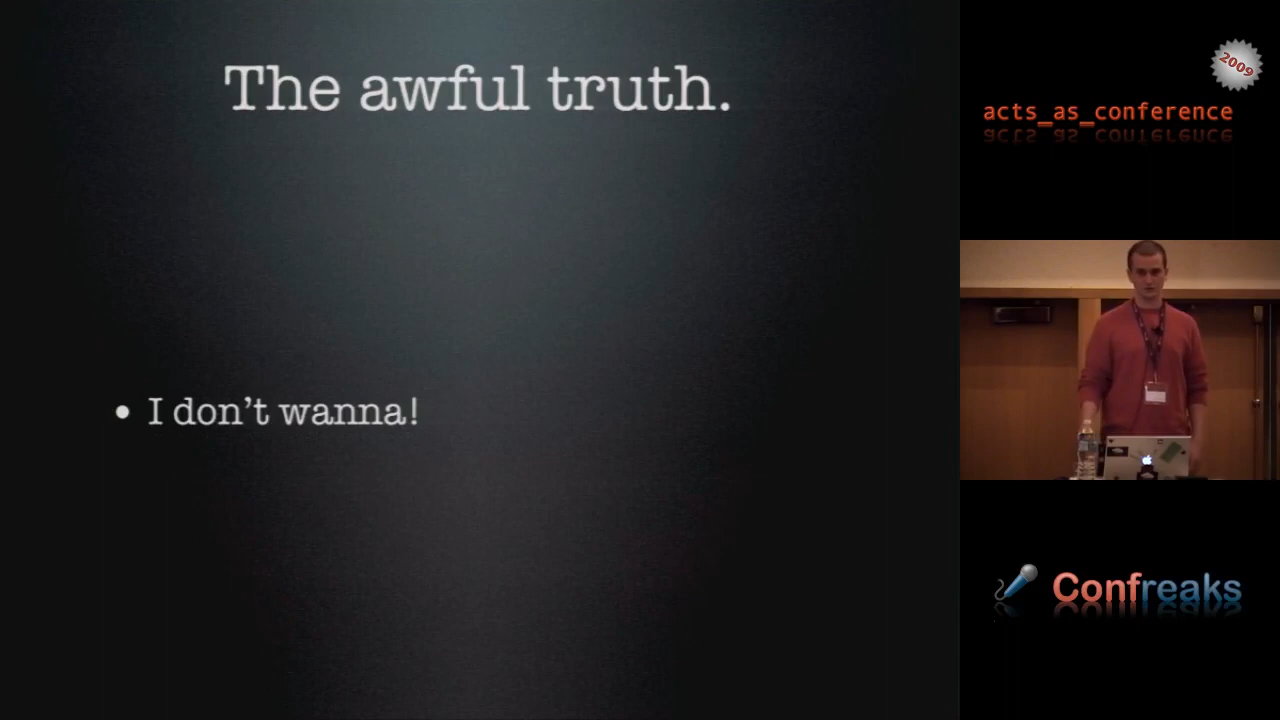 The awful truth.
• I don't wanna!
2009
acts_as_conference
Confreaks